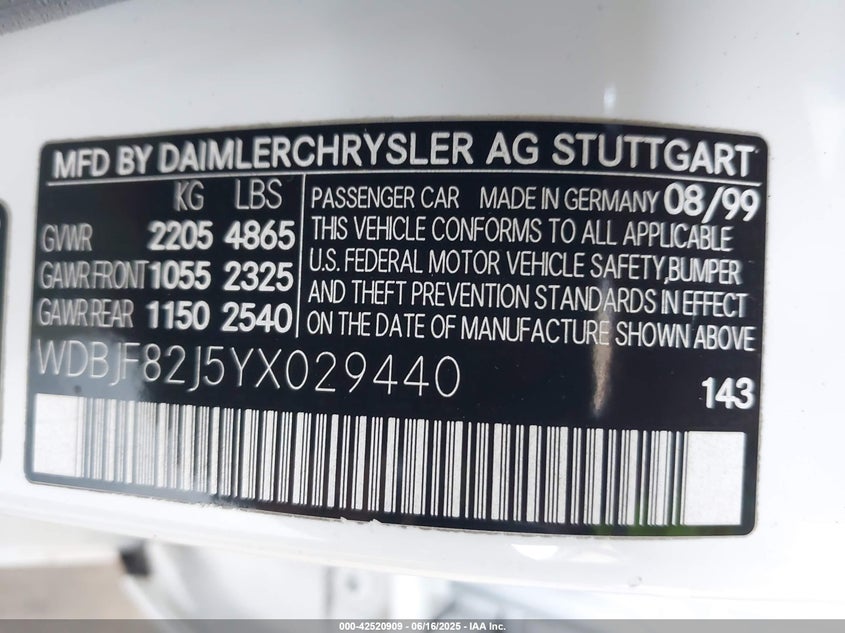 MFD BY DAIMLERCHRYSLER AG STUTTGART
KG LBS
GVWR 2205 4865
GAWR FRONT 1055 2325
GAWR REAR 1150 2540
PASSENGER CAR MADE IN GERMANY 08/99
THIS VEHICLE CONFORMS TO ALL APPLICABLE
U.S. FEDERAL MOTOR VEHICLE SAFETY, BUMPER
AND THEFT PREVENTION STANDARDS IN EFFECT
ON THE DATE OF MANUFACTURE SHOWN ABOVE
WDBJF82J5YX029440
143
000-42520909 - 06/16/2025 - IAA Inc.